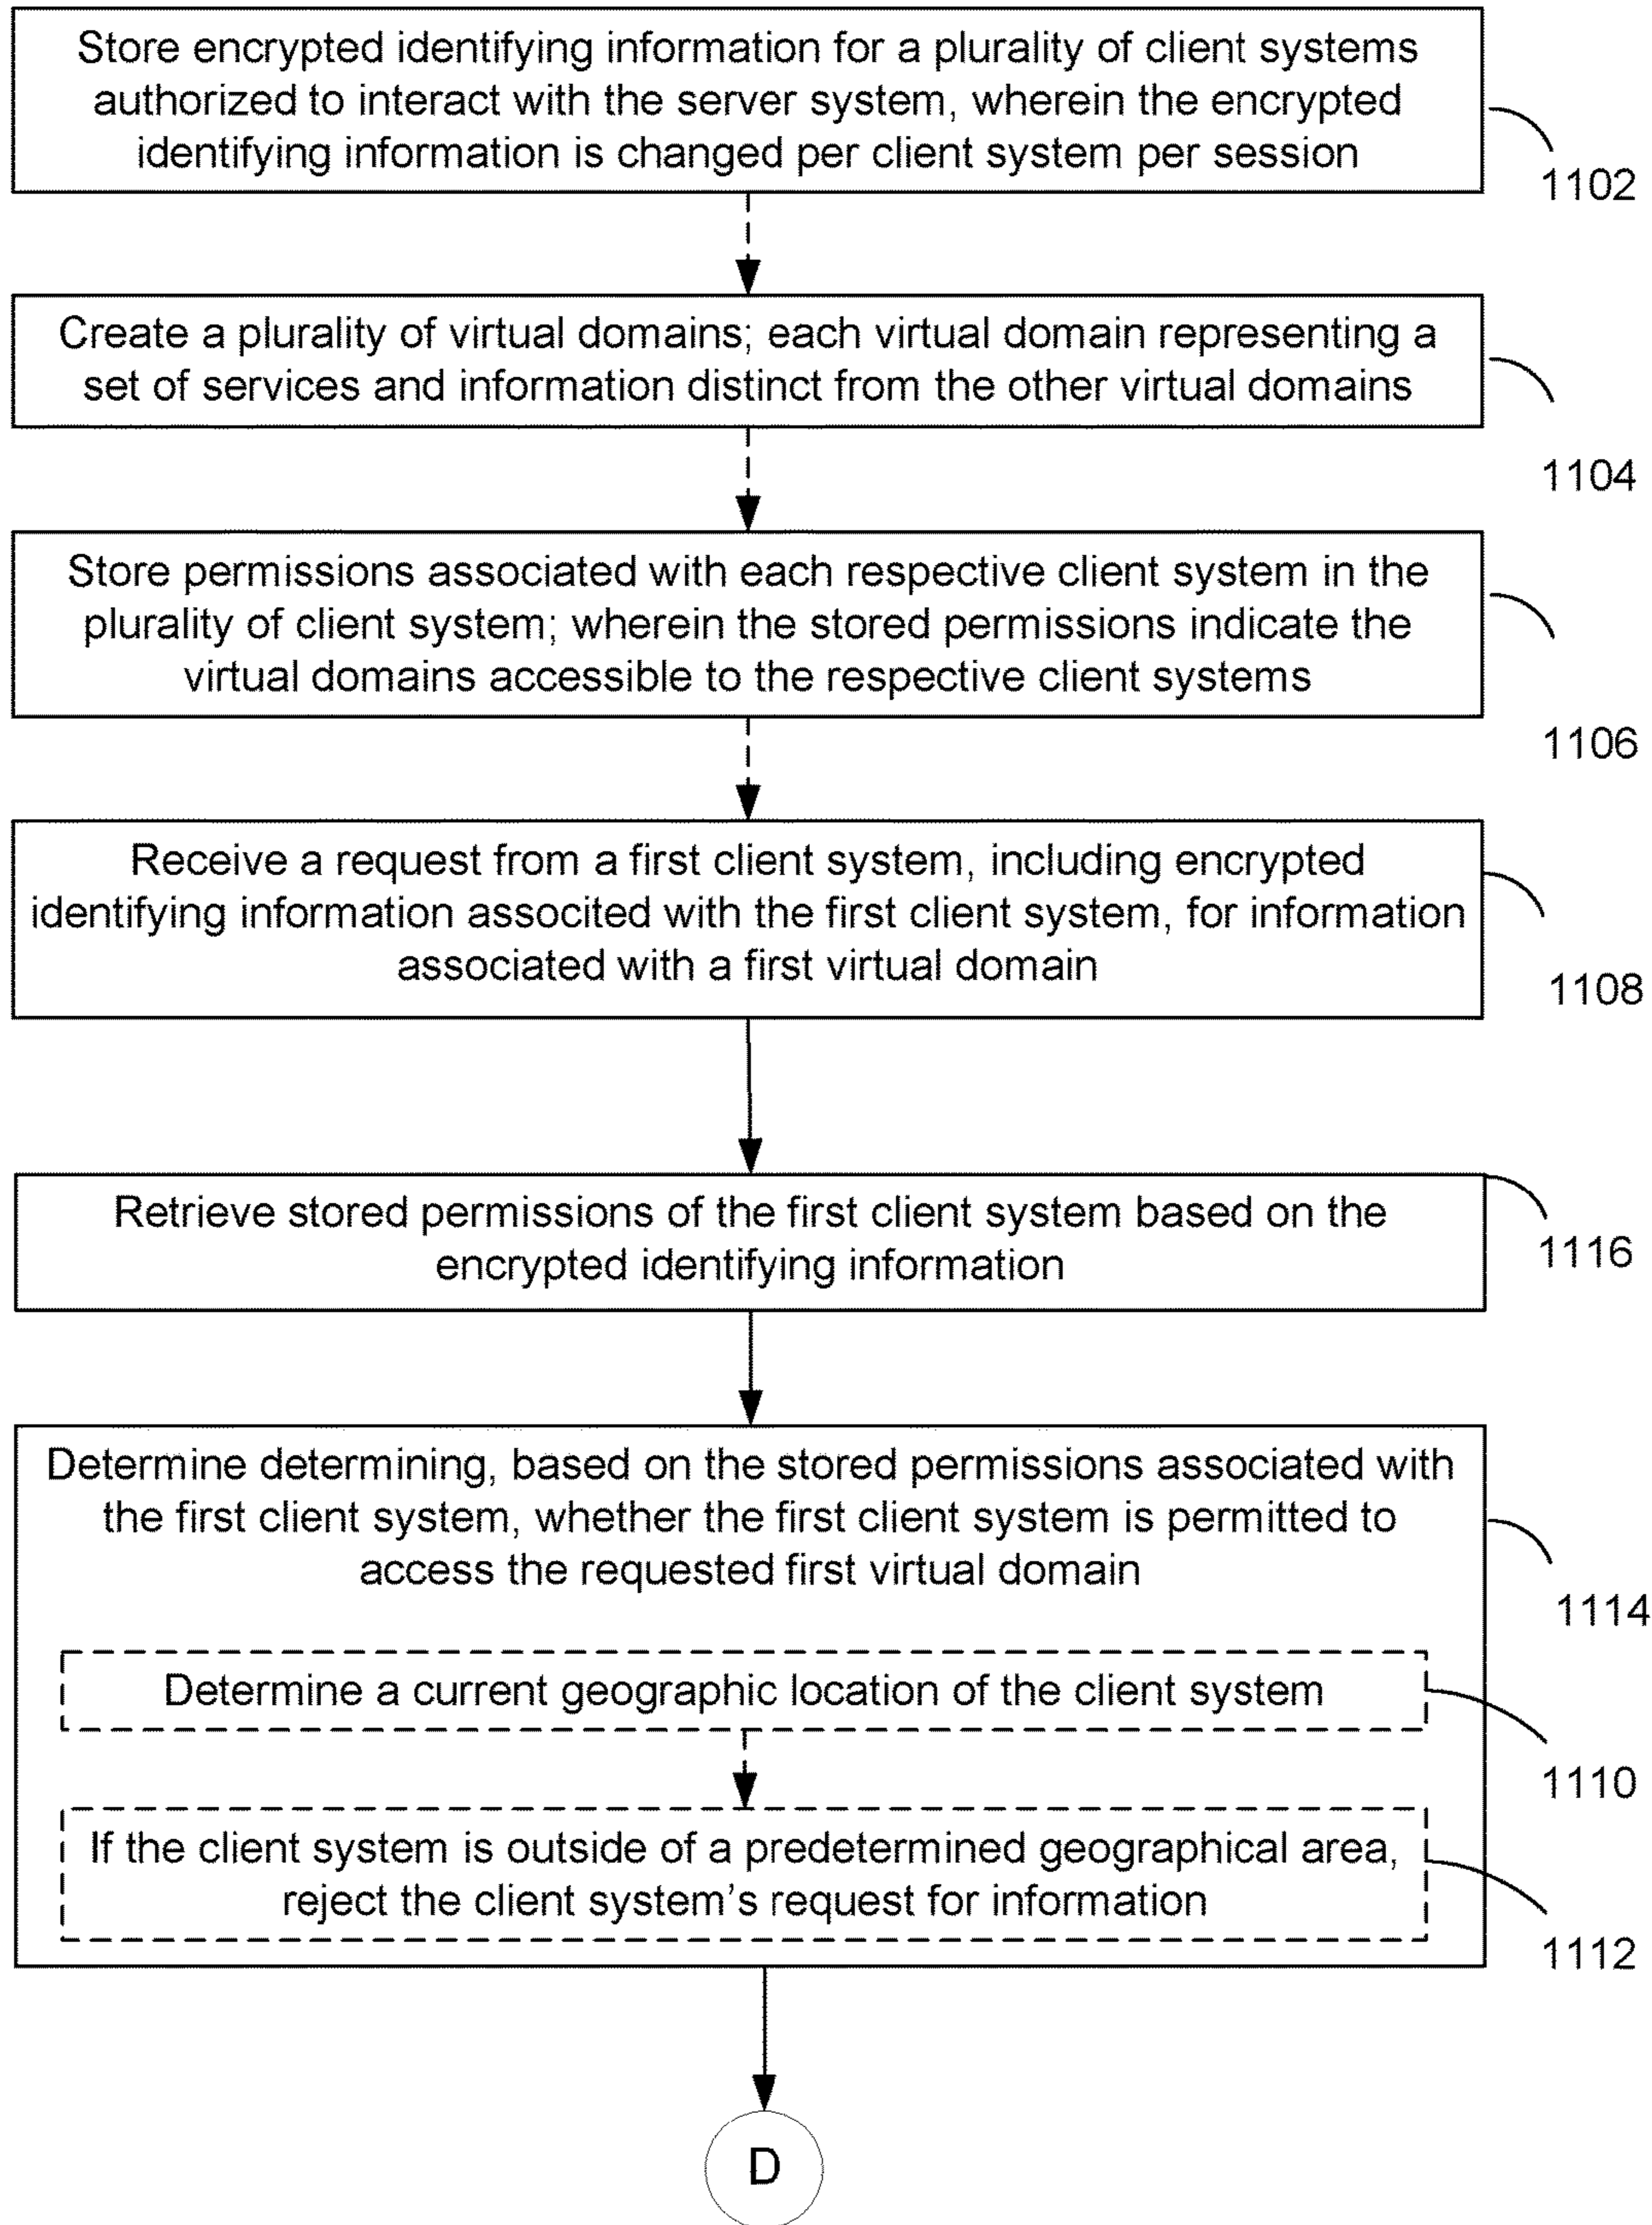 Store encrypted identifying information for a plurality of client systems
authorized to interact with the server system, wherein the encrypted
identifying information is changed per client system per session
1102
Create a plurality of virtual domains; each virtual domain representing a
set of services and information distinct from the other virtual domains
1104
Store permissions associated with each respective client system in the
plurality of client system; wherein the stored permissions indicate the
virtual domains accessible to the respective client systems
1106
Receive a request from a first client system, including encrypted
identifying information associted with the first client system, for information
associated with a first virtual domain
1108
Retrieve stored permissions of the first client system based on the
encrypted identifying information
1116
Determine determining, based on the stored permissions associated with
the first client system, whether the first client system is permitted to
access the requested first virtual domain
1114
Determine a current geographic location of the client system
1110
If the client system is outside of a predetermined geographical area,
reject the client system's request for information
1112
D